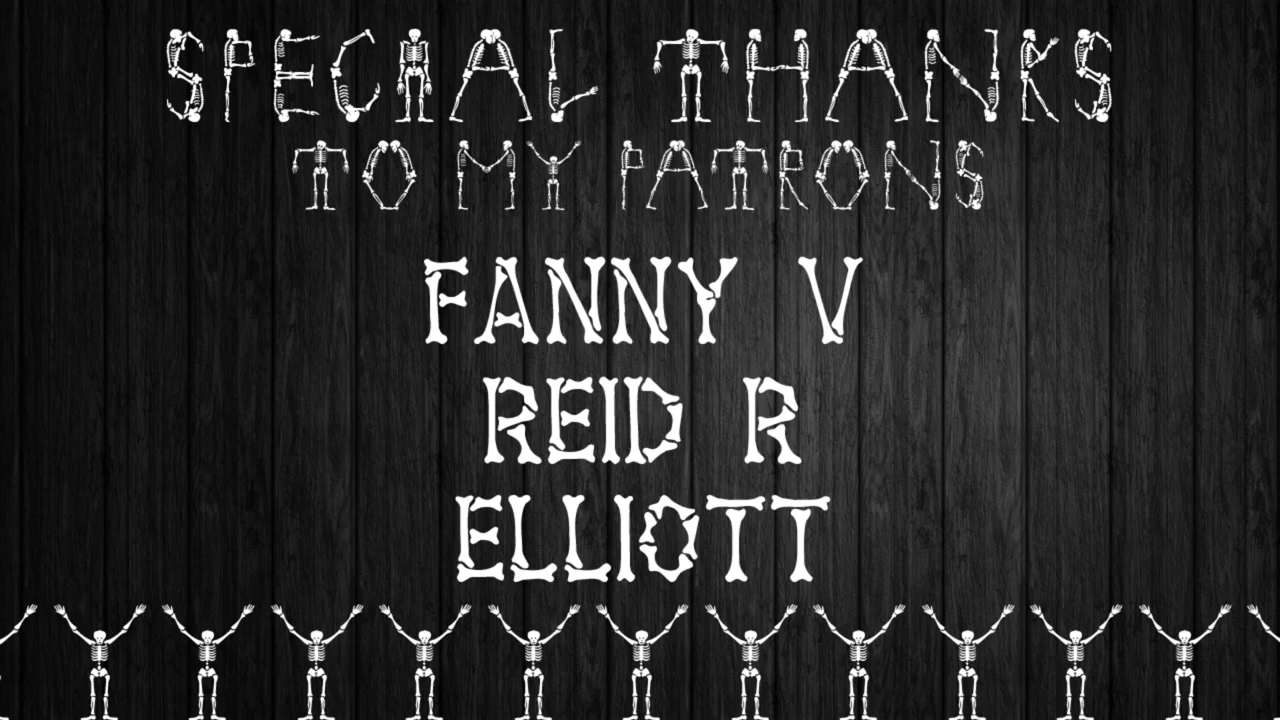 SPECIAL THANKS
TO MY PATRONS
FANNY V
REID R
ELLIOTT